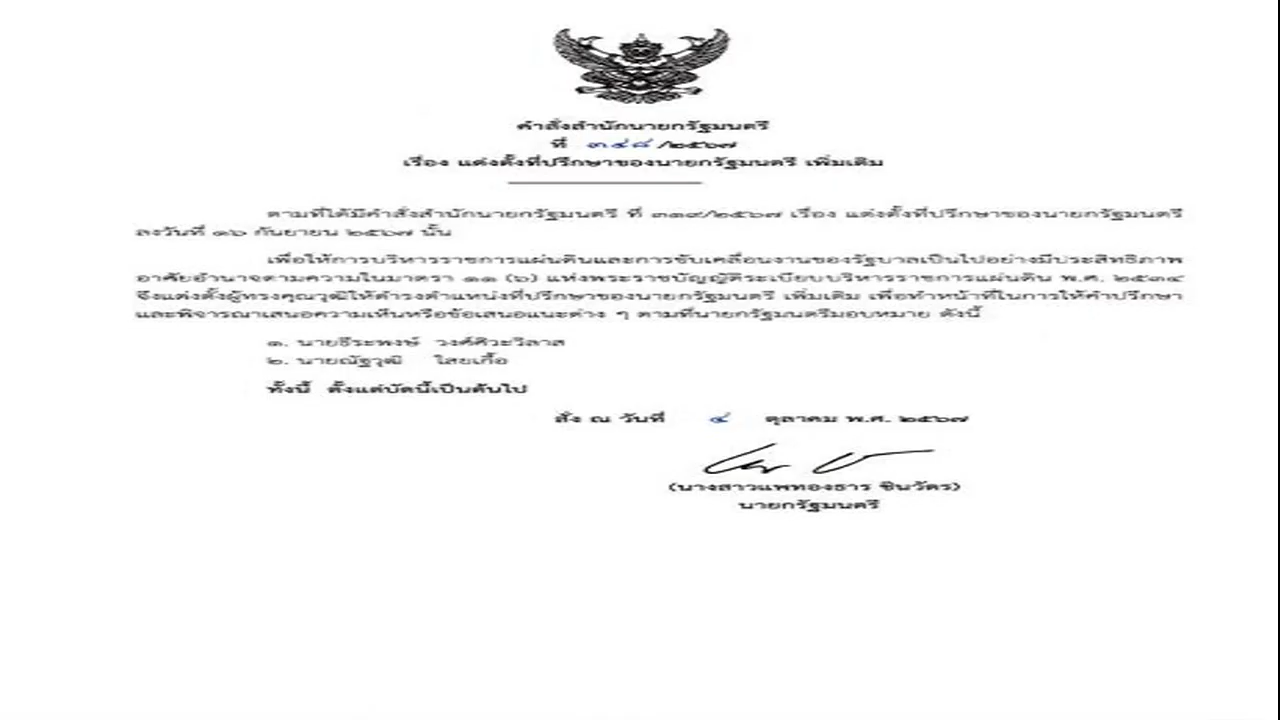 คำสั่งสำนักนายกรัฐมนตรี
ที่ ๓๔๘ /๒๕๖๗
เรื่อง แต่งตั้งที่ปรึกษาของนายกรัฐมนตรี เพิ่มเติม
ตามที่ได้มีคำสั่งสำนักนายกรัฐมนตรี ที่ ๓๑๙/๒๕๖๗ เรื่อง แต่งตั้งที่ปรึกษาของนายกรัฐมนตรี
ลงวันที่ ๑๖ กันยายน ๒๕๖๗ นั้น
เพื่อให้การบริหารราชการแผ่นดินและการขับเคลื่อนงานของรัฐบาลเป็นไปอย่างมีประสิทธิภาพ
อาศัยอำนาจตามความในมาตรา ๑๑ (๖) แห่งพระราชบัญญัติระเบียบบริหารราชการแผ่นดิน พ.ศ. ๒๕๓๔
จึงแต่งตั้งผู้ทรงคุณวุฒิให้ดำรงตำแหน่งที่ปรึกษาของนายกรัฐมนตรี เพิ่มเติม เพื่อทำหน้าที่ในการให้คำปรึกษา
และพิจารณาเสนอความเห็นหรือข้อเสนอแนะต่าง ๆ ตามที่นายกรัฐมนตรีมอบหมาย ดังนี้
๑. นายธีระพงษ์ วงศ์ศิวะวิลาส
๒. นายณัฐวุฒิ ใสยเกื้อ
ทั้งนี้ ตั้งแต่บัดนี้เป็นต้นไป
สั่ง ณ วันที่ ๔ ตุลาคม พ.ศ. ๒๕๖๗
(นางสาวแพทองธาร ชินวัตร)
นายกรัฐมนตรี